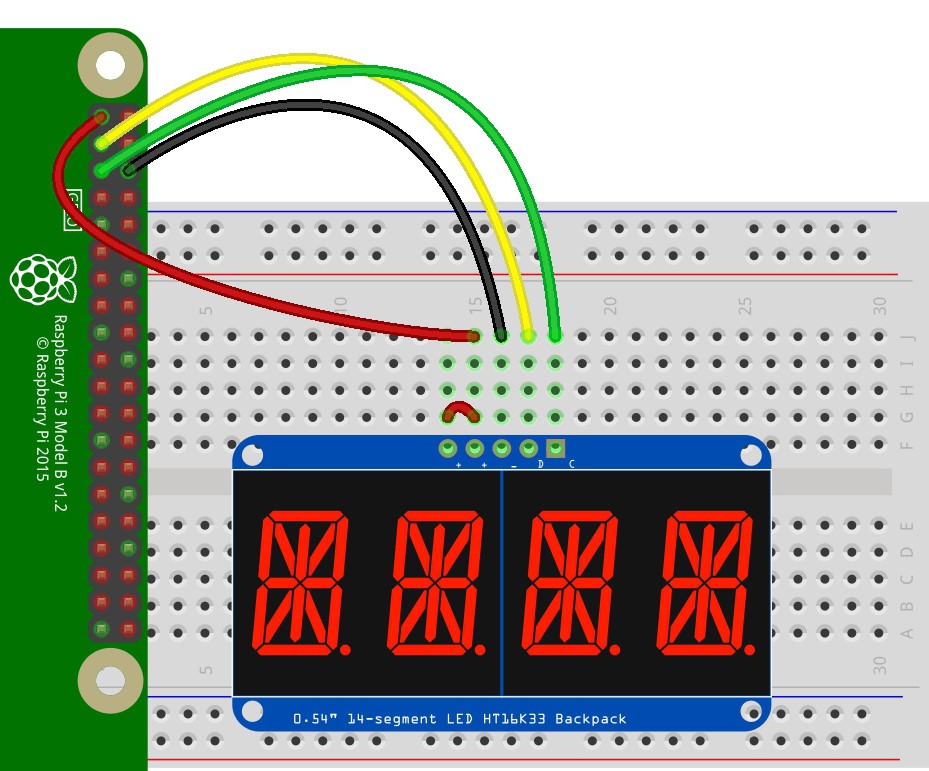 GPIO
Raspberry Pi 3 Model B v1.2
© Raspberry Pi 2015
5
10
15
20
25
30
J
I
H
G
F
+ + - D C
E
D
C
B
A
5
30
0.54" 14-segment LED HT16K33 Backpack